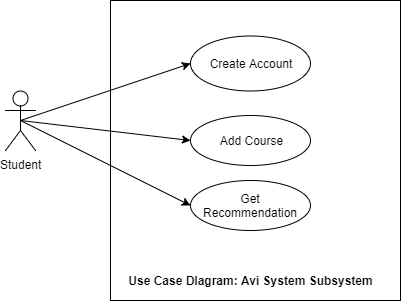 Create Account
Add Course
Student
Get
Recommendation
Use Case Diagram: Avi System Subsystem